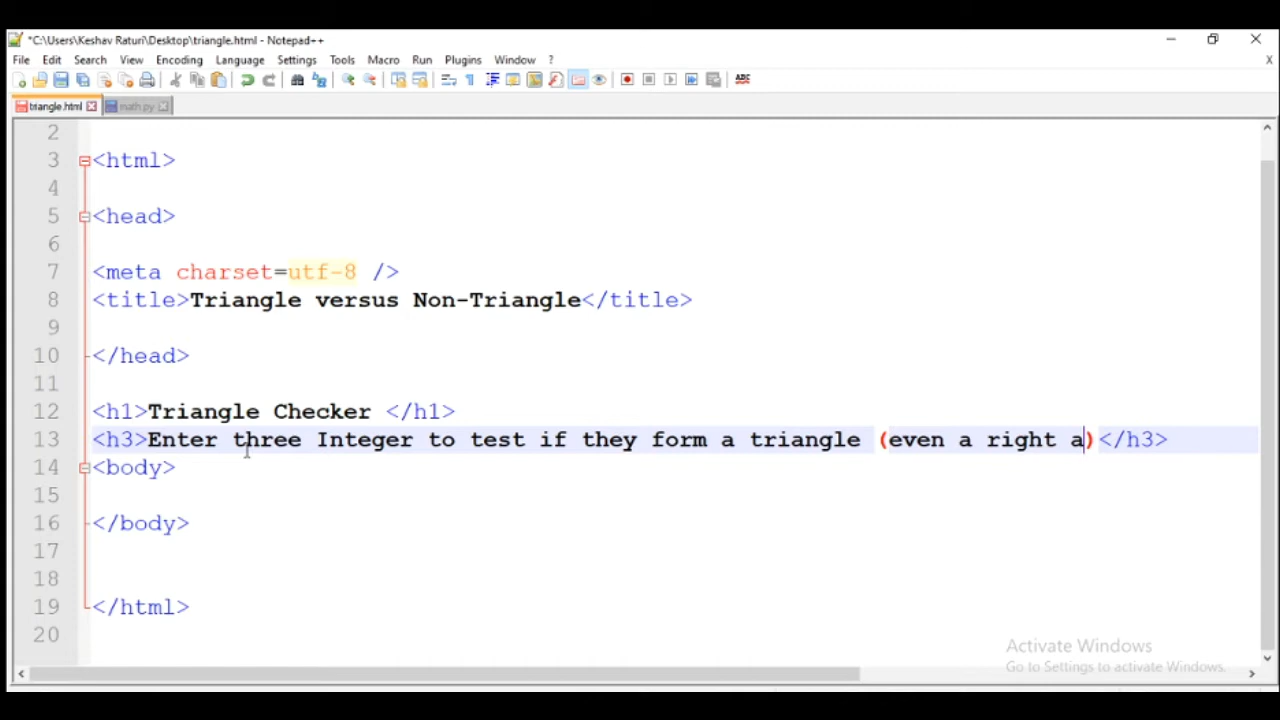 *C:\Users\Keshav Raturi\Desktop\triangle.html - Notepad++
File Edit Search View Encoding Language Settings Tools Macro Run Plugins Window ? X
ABC
triangle.html math.py
2
3 <html>
4
5 <head>
6
7 <meta charset=utf-8 />
8 <title>Triangle versus Non-Triangle</title>
9
10 </head>
11
12 <h1>Triangle Checker </h1>
13 <h3>Enter three Integer to test if they form a triangle (even a right a)</h3>
14 <body>
15
16 </body>
17
18
19 </html>
20
Activate Windows
Go to Settings to activate Windows.